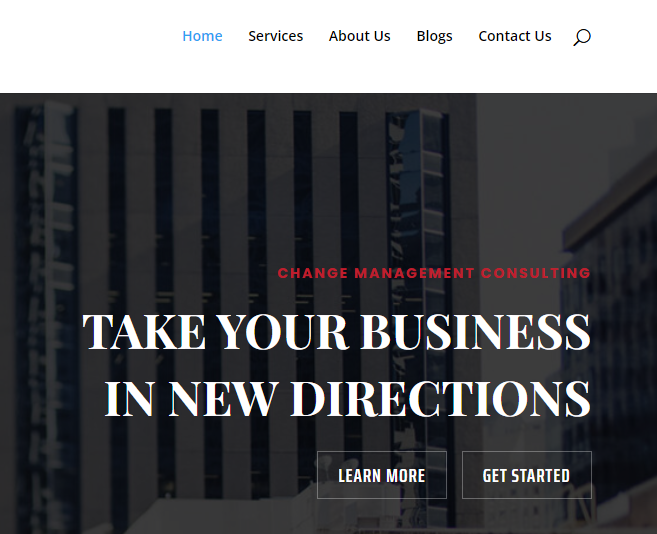 Home Services About Us Blogs Contact Us
CHANGE MANAGEMENT CONSULTING
TAKE YOUR BUSINESS
IN NEW DIRECTIONS
LEARN MORE GET STARTED